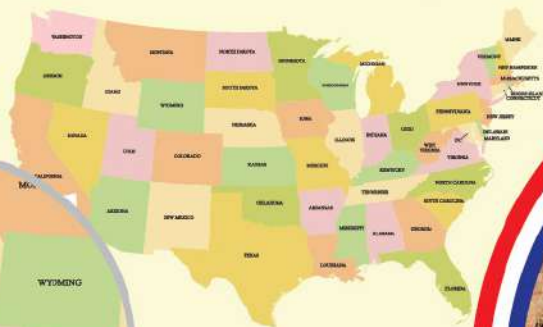 WASHINGTON
MONTANA
NORTH DAKOTA
MINNESOTA
MICHIGAN
MAINE
VERMONT
NEW HAMPSHIRE
MASSACHUSETTS
CONNECTICUT
NEW YORK
OREGON
IDAHO
WYOMING
SOUTH DAKOTA
IOWA
NEBRASKA
NEVADA
UTAH
COLORADO
KANSAS
MISSOURI
ILLINOIS
INDIANA
OHIO
PENNSYLVANIA
NEW JERSEY
DELAWARE
MARYLAND
WEST
VIRGINIA
DC
VIRGINIA
KENTUCKY
NORTH CAROLINA
TENNESSEE
SOUTH CAROLINA
CALIFORNIA
ARIZONA
NEW MEXICO
OKLAHOMA
ARKANSAS
MISSISSIPPI
ALABAMA
GEORGIA
TEXAS
LOUISIANA
FLORIDA
MO
WYOMING